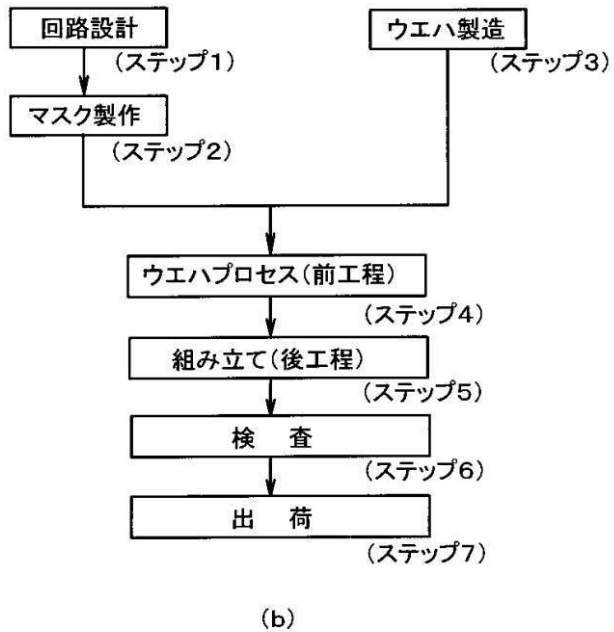 回路設計
(ステップ1)
ウエハ製造
(ステップ3)
マスク製作
(ステップ2)
ウエハプロセス(前工程)
(ステップ4)
組み立て(後工程)
(ステップ5)
検 査
(ステップ6)
出 荷
(ステップ7)
(b)